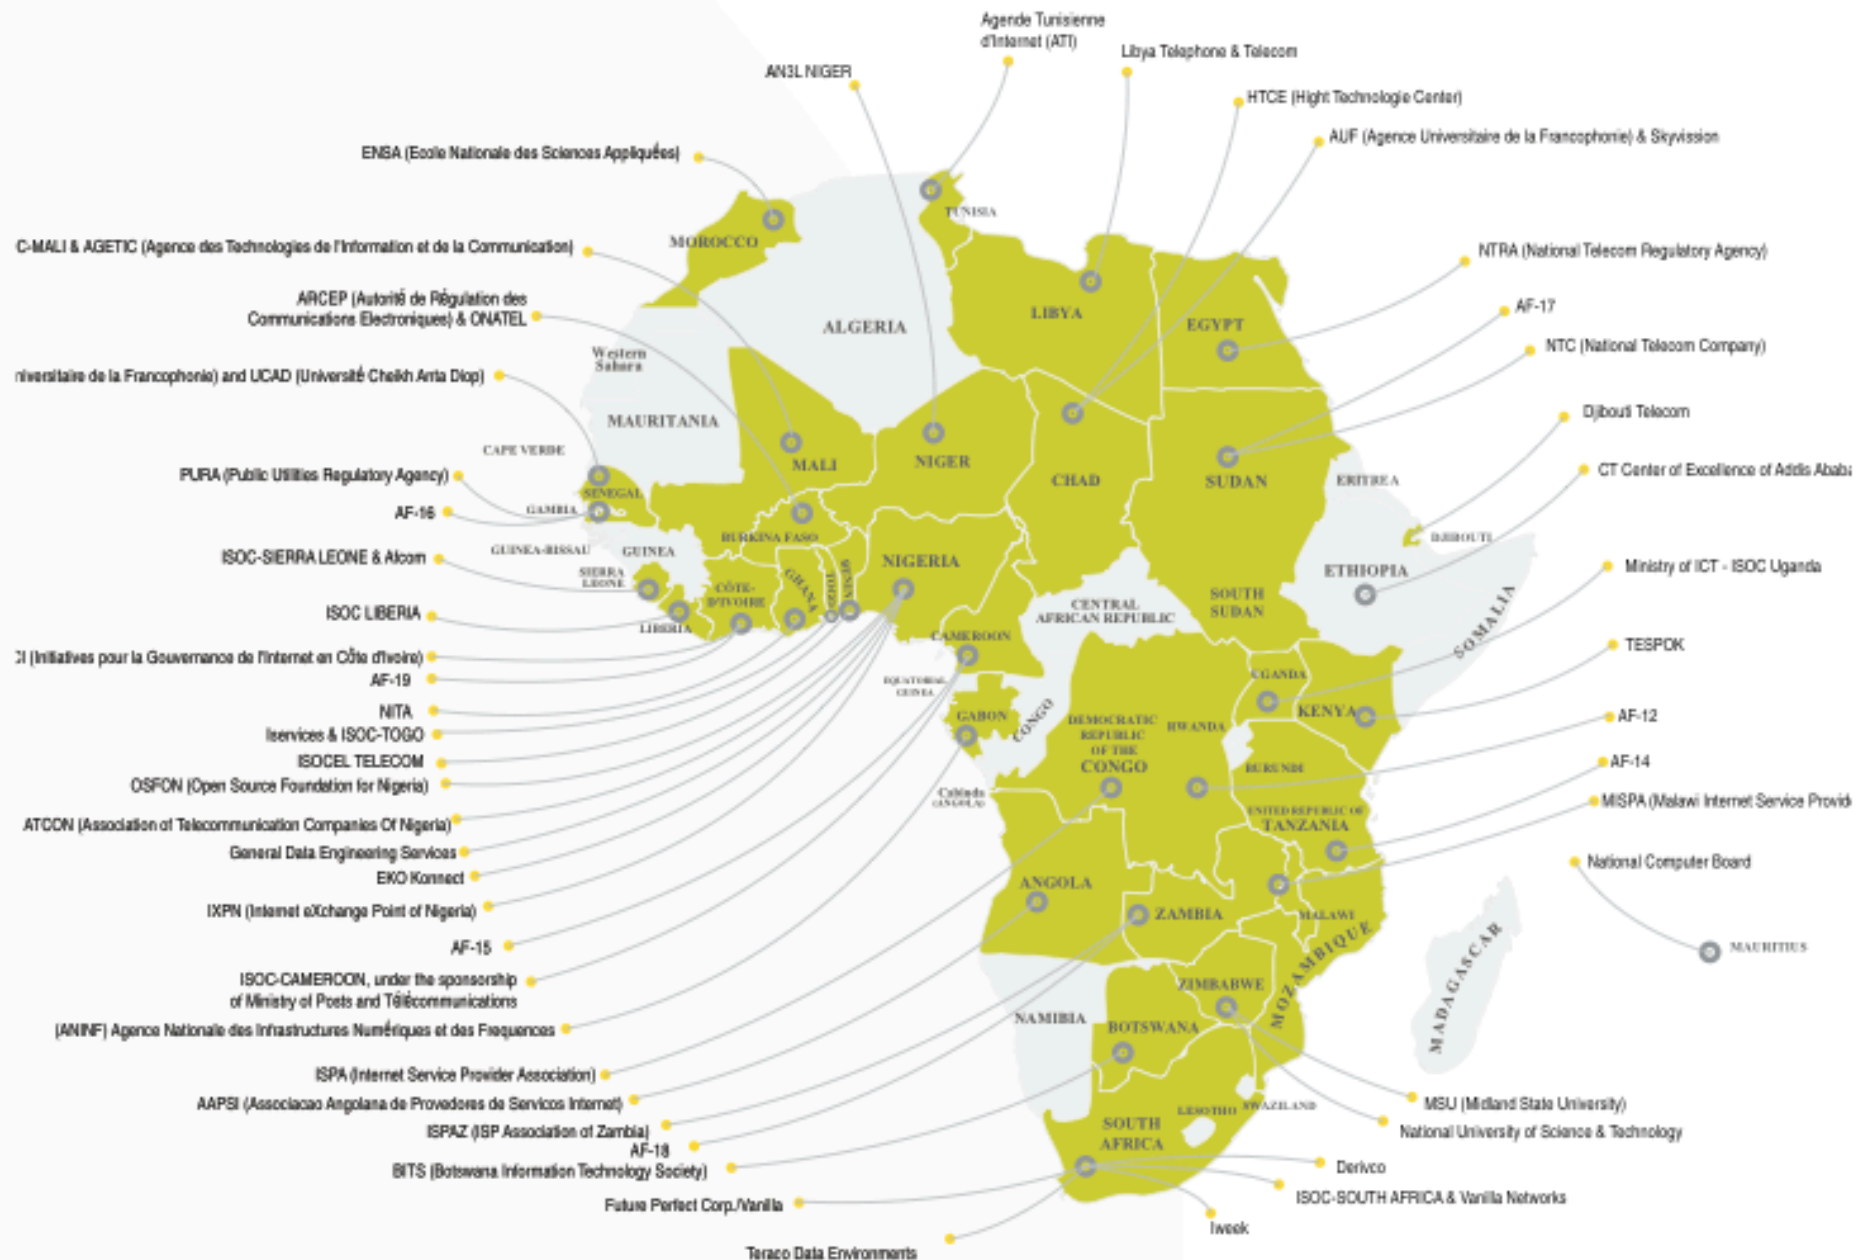 Agende Tunisienne
d'Internet (ATI)
Libya Telephone & Telecom
AN3L NIGER
HTCE (Hight Technologie Center)
AUF (Agence Universitaire de la Francophonie) & Skyvission
ENSA (Ecole Nationale des Sciences Appliquées)
TUNISIA
MOROCCO
C-MALI & AGETIC (Agence des Technologies de l'Information et de la Communication)
NTRA (National Telecom Regulatory Agency)
ARCEP (Autorité de Régulation des
Communications Electroniques) & ONATEL
AF-17
LIBYA
ALGERIA
EGYPT
NTC (National Telecom Company)
Western
Sahara
niversitaire de la Francophonie) and UCAD (Université Cheikh Anta Diop)
Djibouti Telecom
MAURITANIA
CAPE VERDE
MALI
NIGER
CHAD
SUDAN
ERITREA
CT Center of Excellence of Addis Ababa
PURA (Public Utilities Regulatory Agency)
SENEGAL
GAMBIA
AF-16
BURKINA FASO
DJIBOUTI
GUINEA-BISSAU
GUINEA
ISOC-SIERRA LEONE & Afcom
NIGERIA
ETHIOPIA
Ministry of ICT - ISOC Uganda
SIERRA
LEONE
CÔTE-
D'IVOIRE
GHANA
TOGO
BENIN
SOUTH
SUDAN
CENTRAL
AFRICAN REPUBLIC
SOMALIA
ISOC LIBERIA
LIBERIA
CAMEROON
TESPOK
CI (Initiatives pour la Gouvernance de l'Internet en Côte d'Ivoire)
AF-19
EQUATORIAL
GUINEA
UGANDA
NITA
GABON
CONGO
DEMOCRATIC
REPUBLIC
OF THE
CONGO
RWANDA
KENYA
AF-12
Iservices & ISOC-TOGO
ISOCEL TELECOM
BURUNDI
AF-14
OSFON (Open Source Foundation for Nigeria)
Cabinda
(ANGOLA)
UNITED REPUBLIC OF
TANZANIA
MISPA (Malawi Internet Service Provid
ATCON (Association of Telecommunication Companies Of Nigeria)
General Data Engineering Services
National Computer Board
EKO Konnect
ANGOLA
IXPN (Internet eXchange Point of Nigeria)
ZAMBIA
MALAWI
MOZAMBIQUE
MADAGASCAR
MAURITIUS
AF-15
ISOC-CAMEROON, under the sponsorship
of Ministry of Posts and Télécommunications
ZIMBABWE
NAMIBIA
BOTSWANA
(ANINF) Agence Nationale des Infrastructures Numériques et des Frequences
ISPA (Internet Service Provider Association)
AAPSI (Associacao Angolana de Provedores de Servicos Internet)
LESOTHO
SWAZILAND
MSU (Midland State University)
ISPAZ (ISP Association of Zambia)
SOUTH
AFRICA
National University of Science & Technology
AF-18
BITS (Botswana Information Technology Society)
Derivco
Future Perfect Corp./Vanilla
ISOC-SOUTH AFRICA & Vanilla Networks
Iweek
Teraco Data Environments